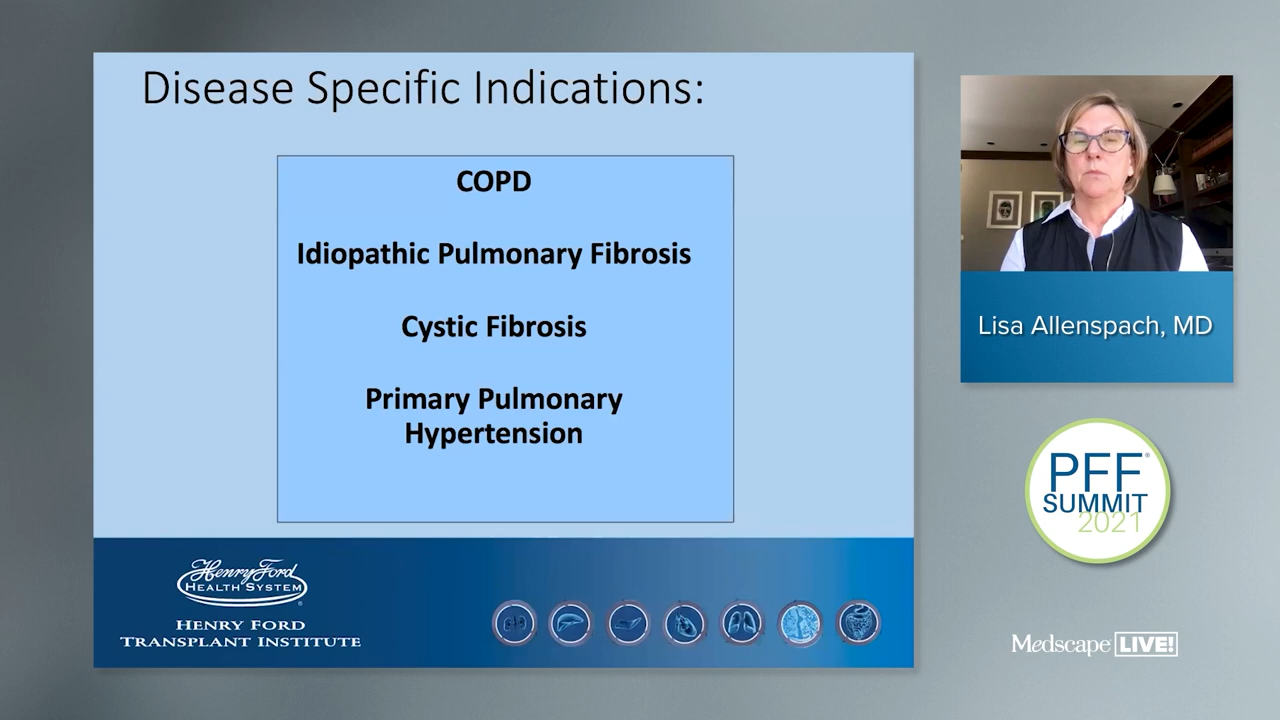 Disease Specific Indications:
COPD
Idiopathic Pulmonary Fibrosis
Cystic Fibrosis
Primary Pulmonary
Hypertension
Henry Ford
HEALTH SYSTEM
HENRY FORD
TRANSPLANT INSTITUTE
Lisa Allenspach, MD
PFF®
SUMMIT
2021
Medscape LIVE!